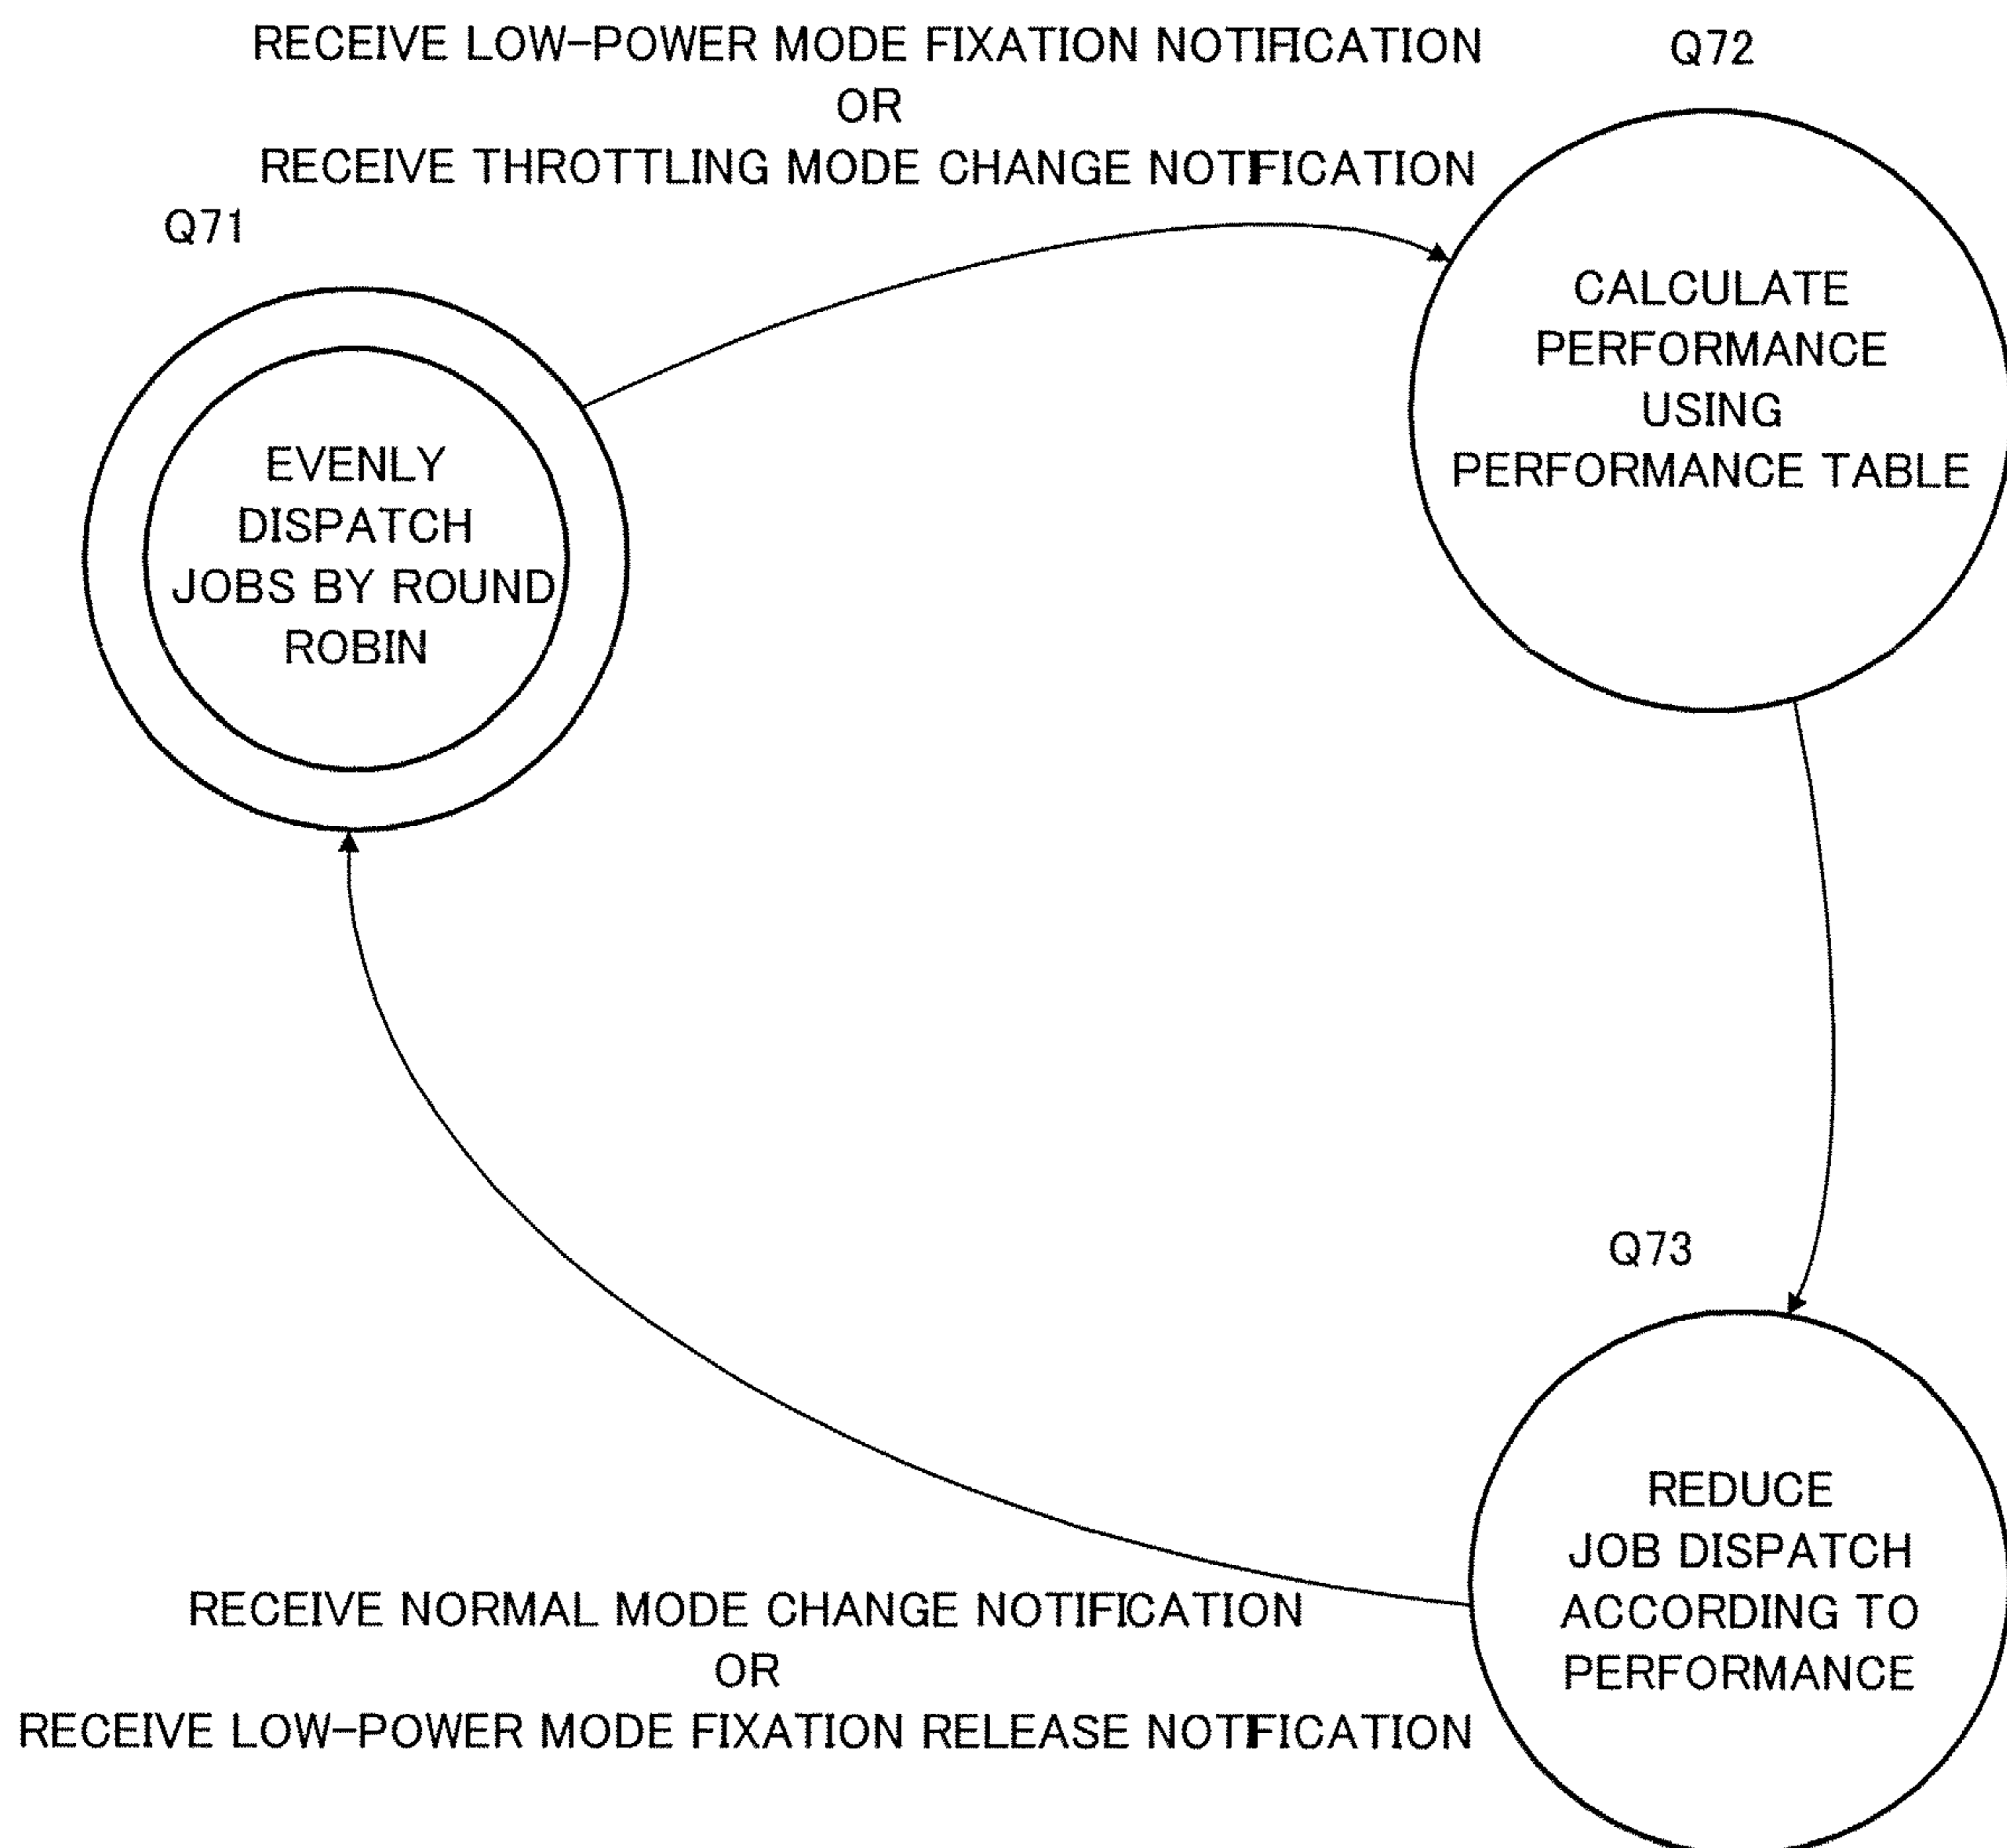 RECEIVE LOW-POWER MODE FIXATION NOTIFICATION
OR
RECEIVE THROTTLING MODE CHANGE NOTIFICATION
Q71
EVENLY
DISPATCH
JOBS BY ROUND
ROBIN
Q72
CALCULATE
PERFORMANCE
USING
PERFORMANCE TABLE
Q73
REDUCE
JOB DISPATCH
ACCORDING TO
PERFORMANCE
RECEIVE NORMAL MODE CHANGE NOTIFICATION
OR
RECEIVE LOW-POWER MODE FIXATION RELEASE NOTIFICATION